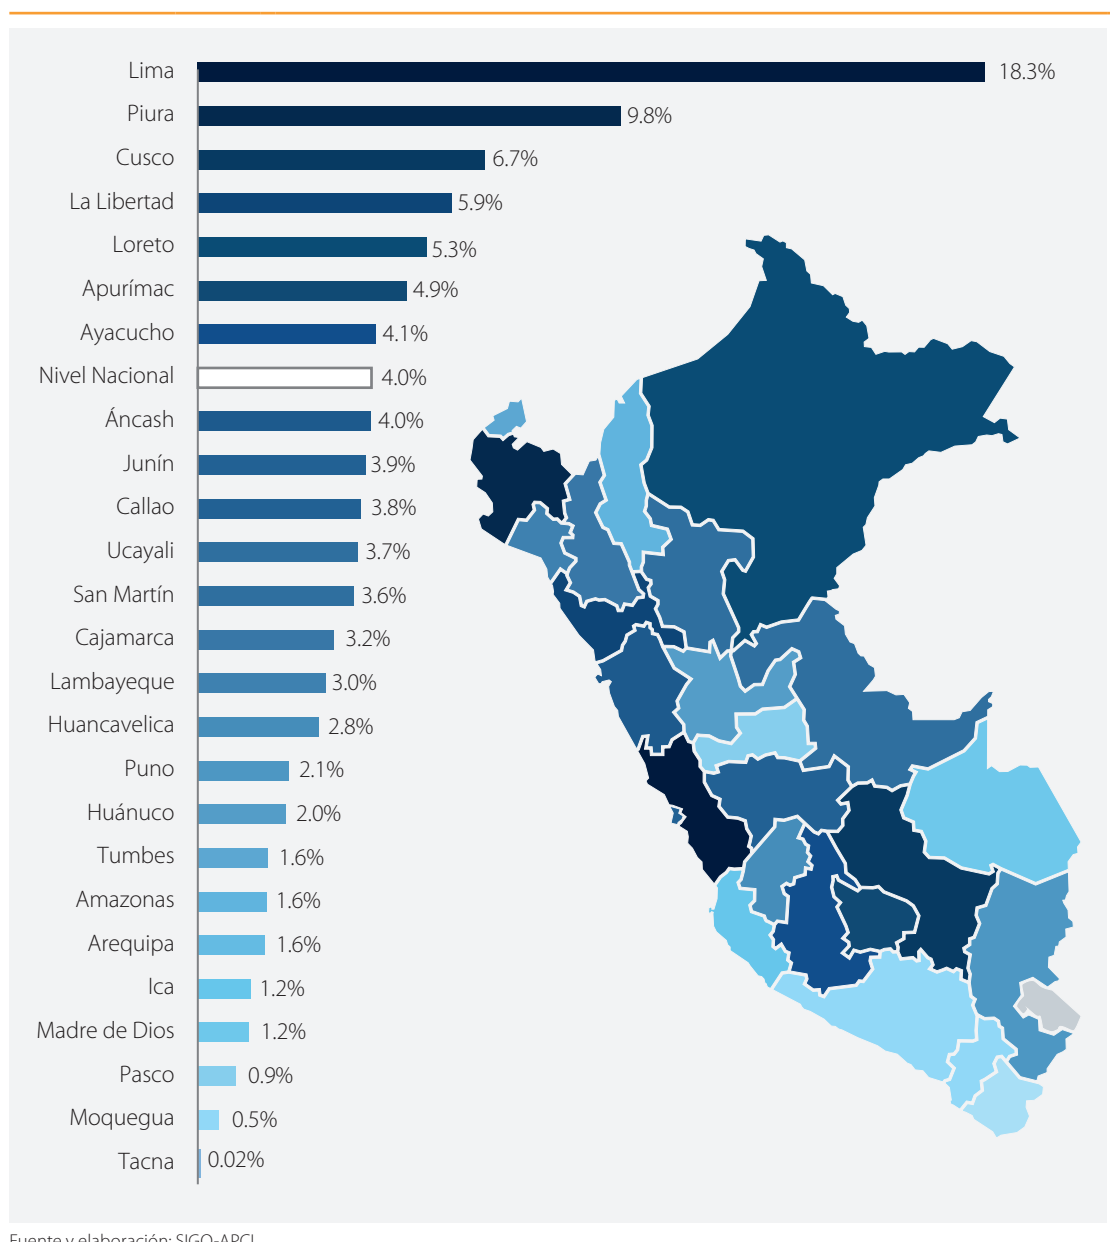 Lima 18.3%
Piura 9.8%
Cusco 6.7%
La Libertad 5.9%
Loreto 5.3%
Apurímac 4.9%
Ayacucho 4.1%
Nivel Nacional 4.0%
Áncash 4.0%
Junín 3.9%
Callao 3.8%
Ucayali 3.7%
San Martín 3.6%
Cajamarca 3.2%
Lambayeque 3.0%
Huancavelica 2.8%
Puno 2.1%
Huánuco 2.0%
Tumbes 1.6%
Amazonas 1.6%
Arequipa 1.6%
Ica 1.2%
Madre de Dios 1.2%
Pasco 0.9%
Moquegua 0.5%
Tacna 0.02%
Fuente y elaboración: SIGO-APCI